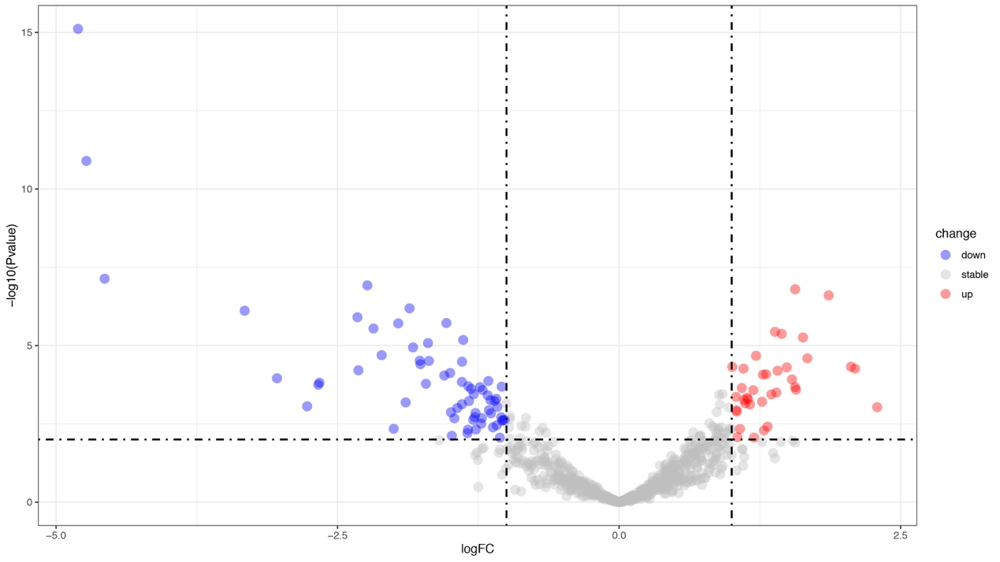 15
10
5
0
−log10(Pvalue)
−5.0
−2.5
0.0
2.5
logFC
change
down
stable
up